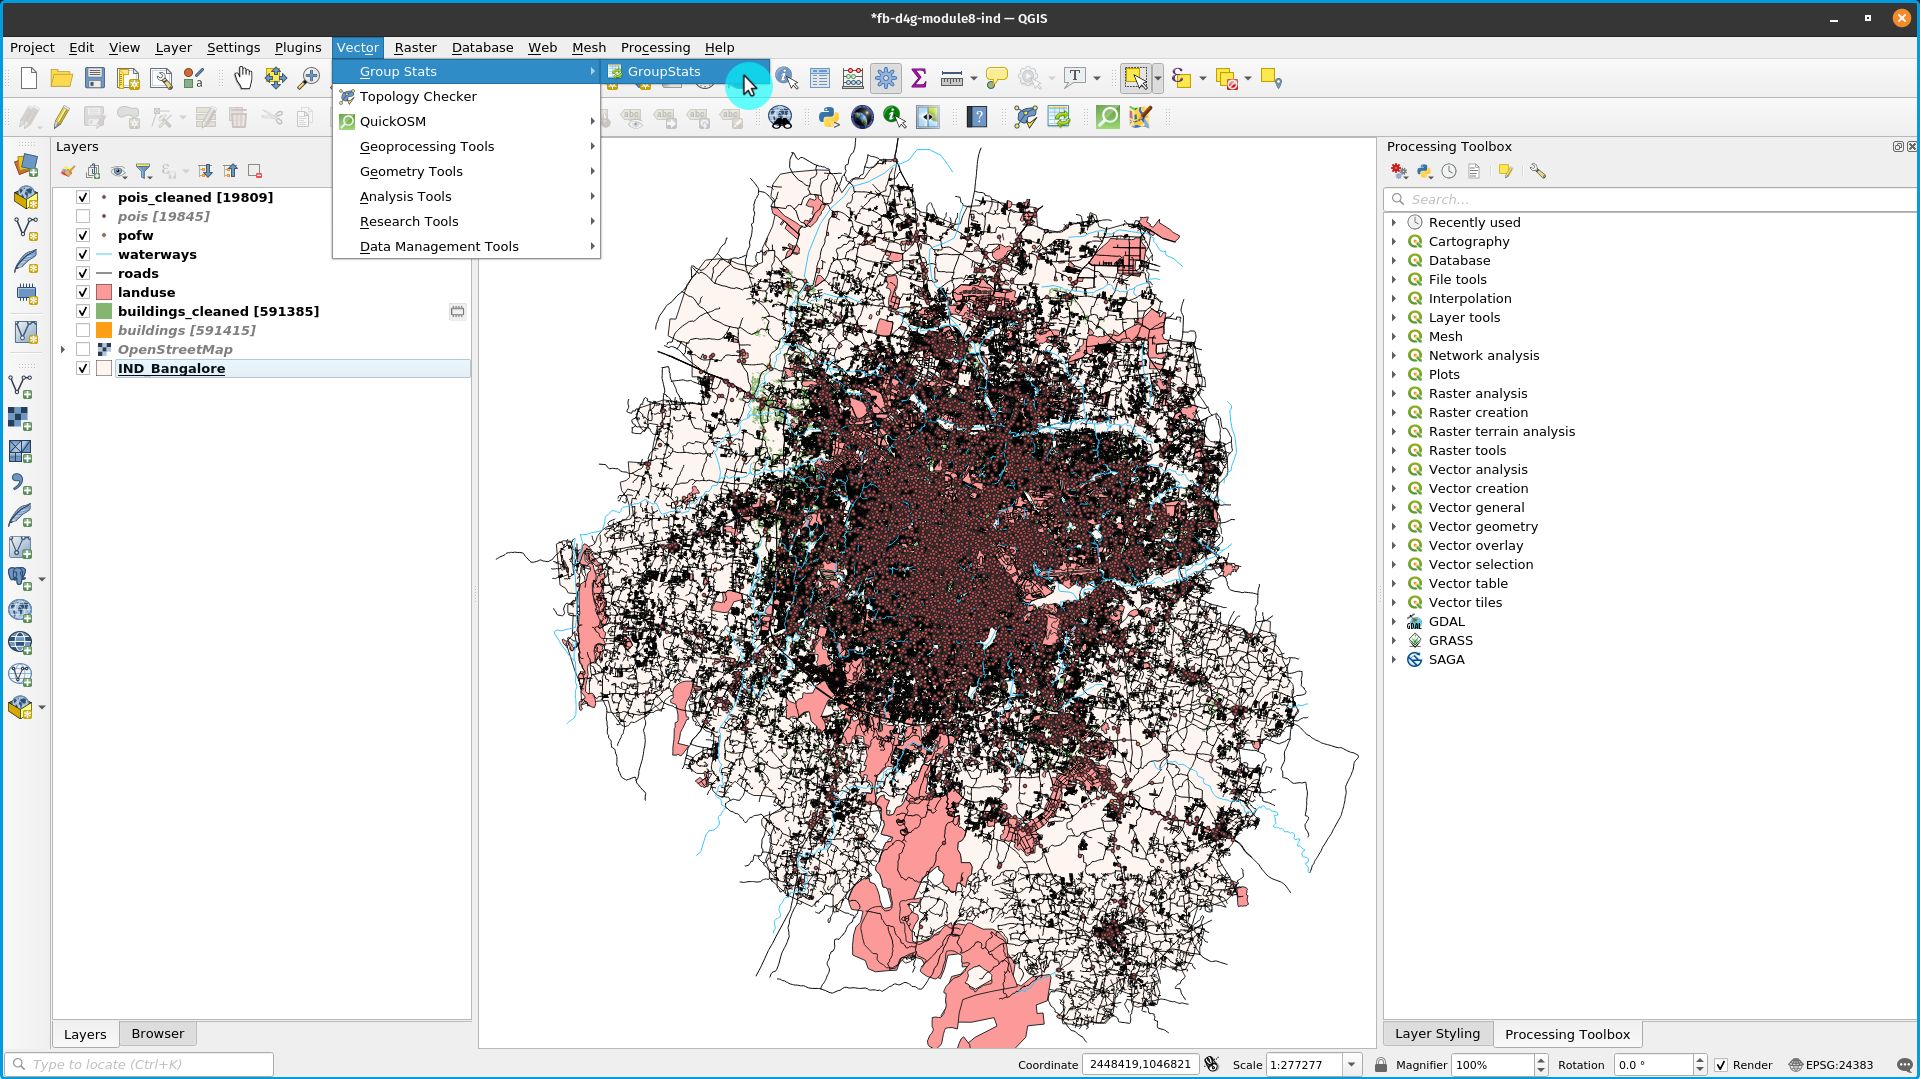 *fb-d4g-module8-ind — QGIS
Project Edit View Layer Settings Plugins Vector Raster Database Web Mesh Processing Help
Group Stats
GroupStats
Topology Checker
QuickOSM
Geoprocessing Tools
Geometry Tools
Analysis Tools
Research Tools
Data Management Tools
Layers
pois_cleaned [19809]
pois [19845]
pofw
waterways
roads
landuse
buildings_cleaned [591385]
buildings [591415]
OpenStreetMap
IND_Bangalore
Processing Toolbox
Search...
Recently used
Cartography
Database
File tools
Interpolation
Layer tools
Mesh
Network analysis
Plots
Raster analysis
Raster creation
Raster terrain analysis
Raster tools
Vector analysis
Vector creation
Vector general
Vector geometry
Vector overlay
Vector selection
Vector table
Vector tiles
GDAL
GRASS
SAGA
Layers Browser
Layer Styling Processing Toolbox
Type to locate (Ctrl+K)
Coordinate 2448419,1046821 Scale 1:277277 Magnifier 100% Rotation 0.0 ° Render EPSG:24383